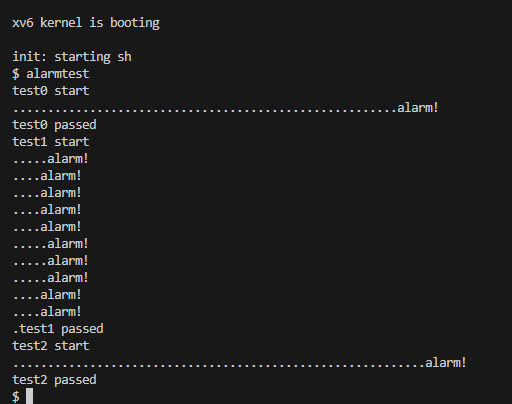 xv6 kernel is booting
init: starting sh
$ alarmtest
test0 start
.......................................................alarm!
test0 passed
test1 start
.....alarm!
....alarm!
....alarm!
....alarm!
....alarm!
.....alarm!
.....alarm!
.....alarm!
....alarm!
....alarm!
.test1 passed
test2 start
...........................................................alarm!
test2 passed
$